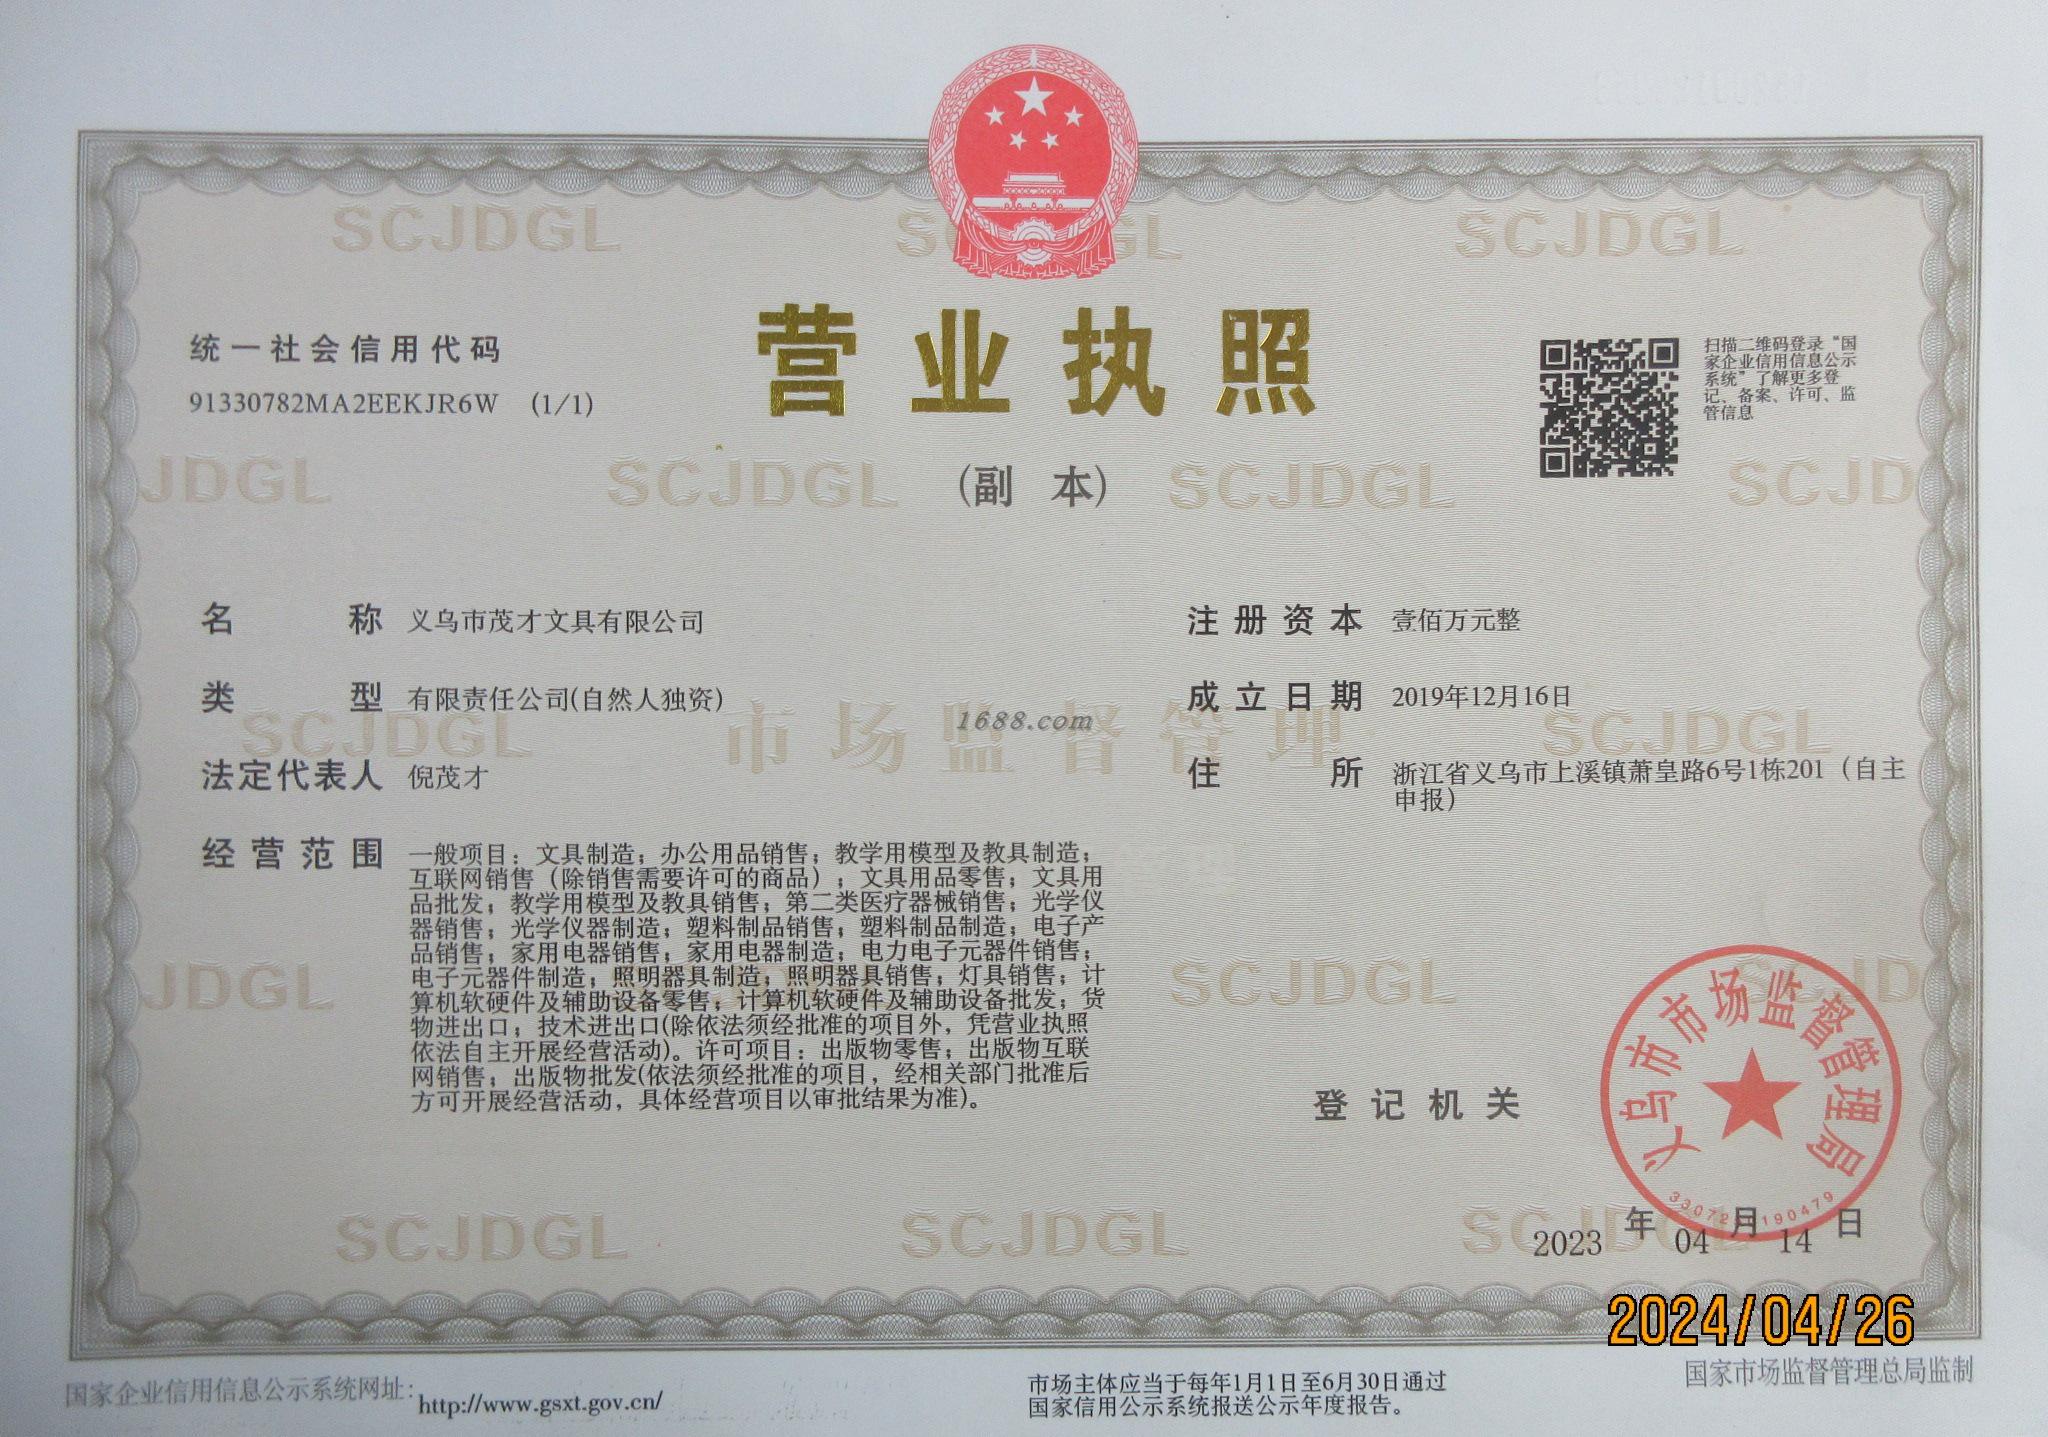 SCJDGL SCJDGL SCJDGL
统一社会信用代码
91330782MA2EEKJR6W (1/1)
营业执照
(副 本)
扫描二维码登录“国
家企业信用信息公示
系统”了解更多登
记、备案、许可、监
管信息
JDGL SCJDGL SCJDGL SCJD
名称 义乌市茂才文具有限公司
类型 有限责任公司(自然人独资)
法定代表人 倪茂才
经营范围 一般项目：文具制造；办公用品销售；教学用模型及教具制造；
互联网销售（除销售需要许可的商品）；文具用品零售；文具用
品批发；教学用模型及教具销售；第二类医疗器械销售；光学仪
器销售；光学仪器制造；塑料制品销售；塑料制品制造；电子产
品销售；家用电器销售；家用电器制造；电力电子元器件销售；
电子元器件制造；照明器具制造；照明器具销售；灯具销售；计
算机软硬件及辅助设备零售；计算机软硬件及辅助设备批发；货
物进出口；技术进出口(除依法须经批准的项目外，凭营业执照
依法自主开展经营活动)。许可项目：出版物零售；出版物互联
网销售；出版物批发(依法须经批准的项目，经相关部门批准后
方可开展经营活动，具体经营项目以审批结果为准)。
注册资本 壹佰万元整
成立日期 2019年12月16日
住所 浙江省义乌市上溪镇萧皇路6号1栋201（自主
申报）
SCJDGL 市场监督管理 SCJDGL
1688.com
JDGL SCJDGL SCJDGL SCJD
登记机关
义乌市市场监督管理局
2023 年 04 月 14 日
SCJDGL SCJDGL SCJDGL
2024/04/26
国家企业信用信息公示系统网址： http://www.gsxt.gov.cn/
市场主体应当于每年1月1日至6月30日通过
国家信用公示系统报送公示年度报告。
国家市场监督管理总局监制